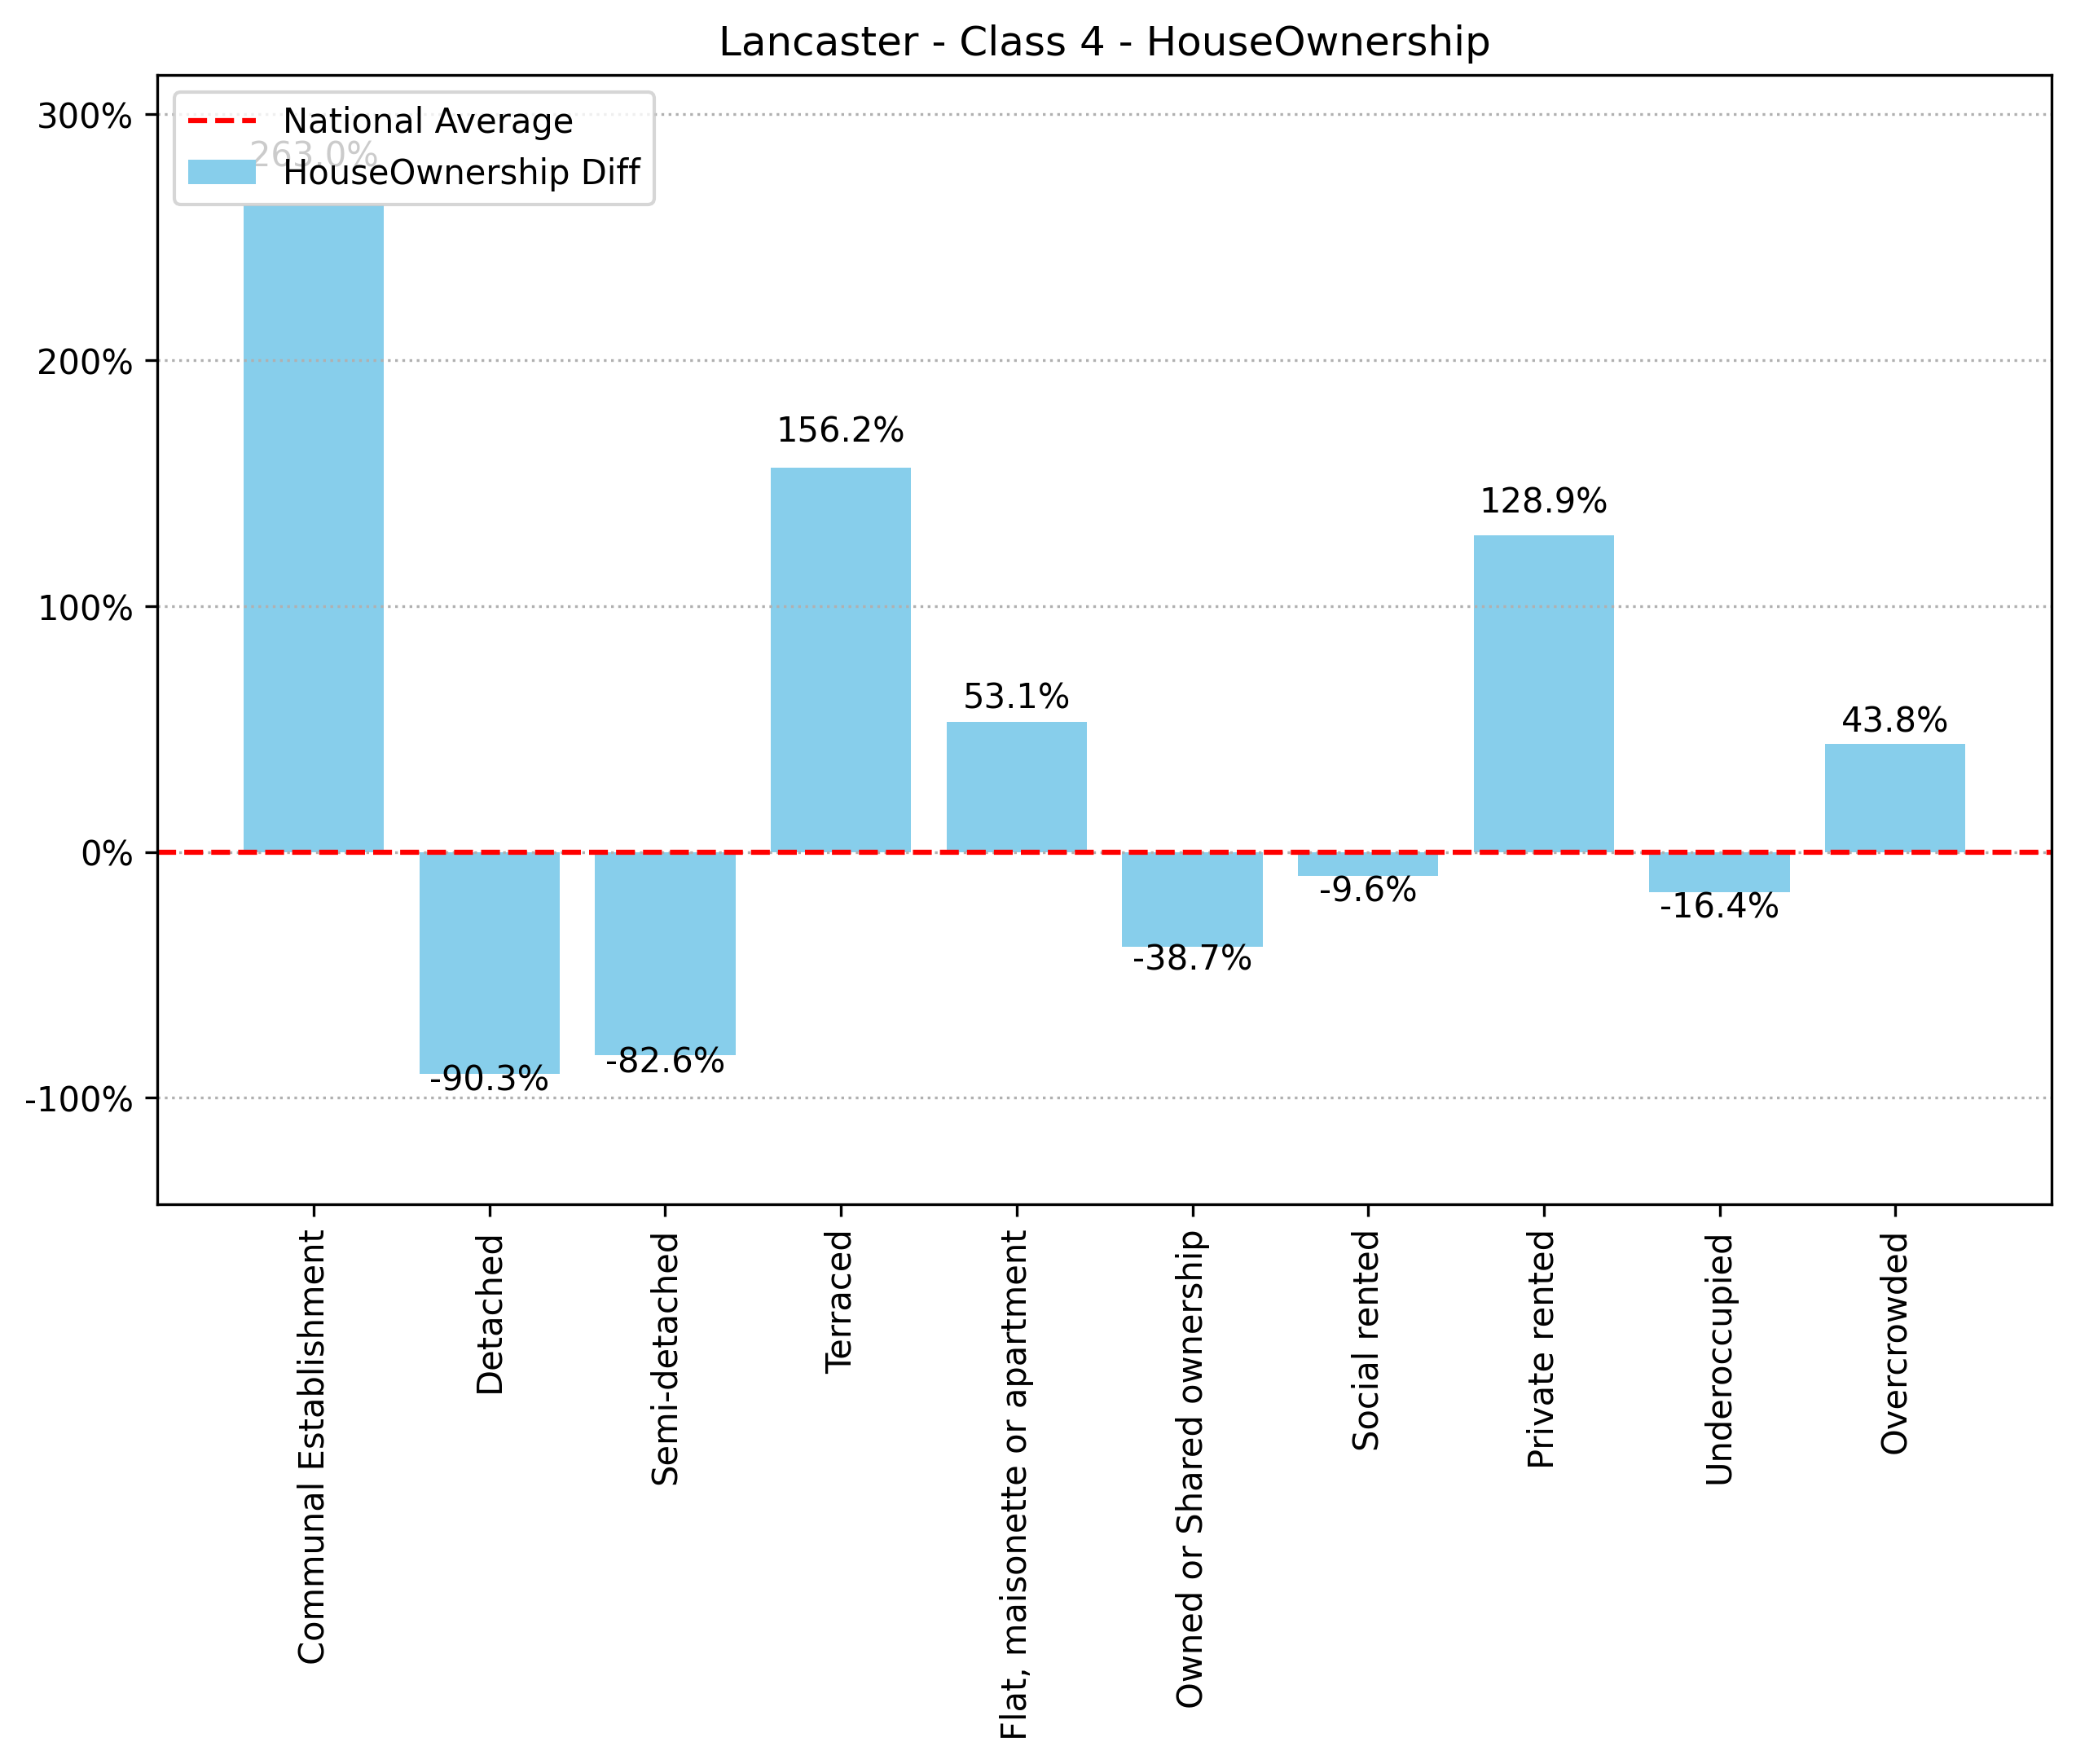 Lancaster - Class 4 - HouseOwnership
300%
200%
100%
0%
-100%
National Average
HouseOwnership Diff
263.0%
-90.3%
-82.6%
156.2%
53.1%
-38.7%
-9.6%
128.9%
-16.4%
43.8%
Communal Establishment
Detached
Semi-detached
Terraced
Flat, maisonette or apartment
Owned or Shared ownership
Social rented
Private rented
Underoccupied
Overcrowded